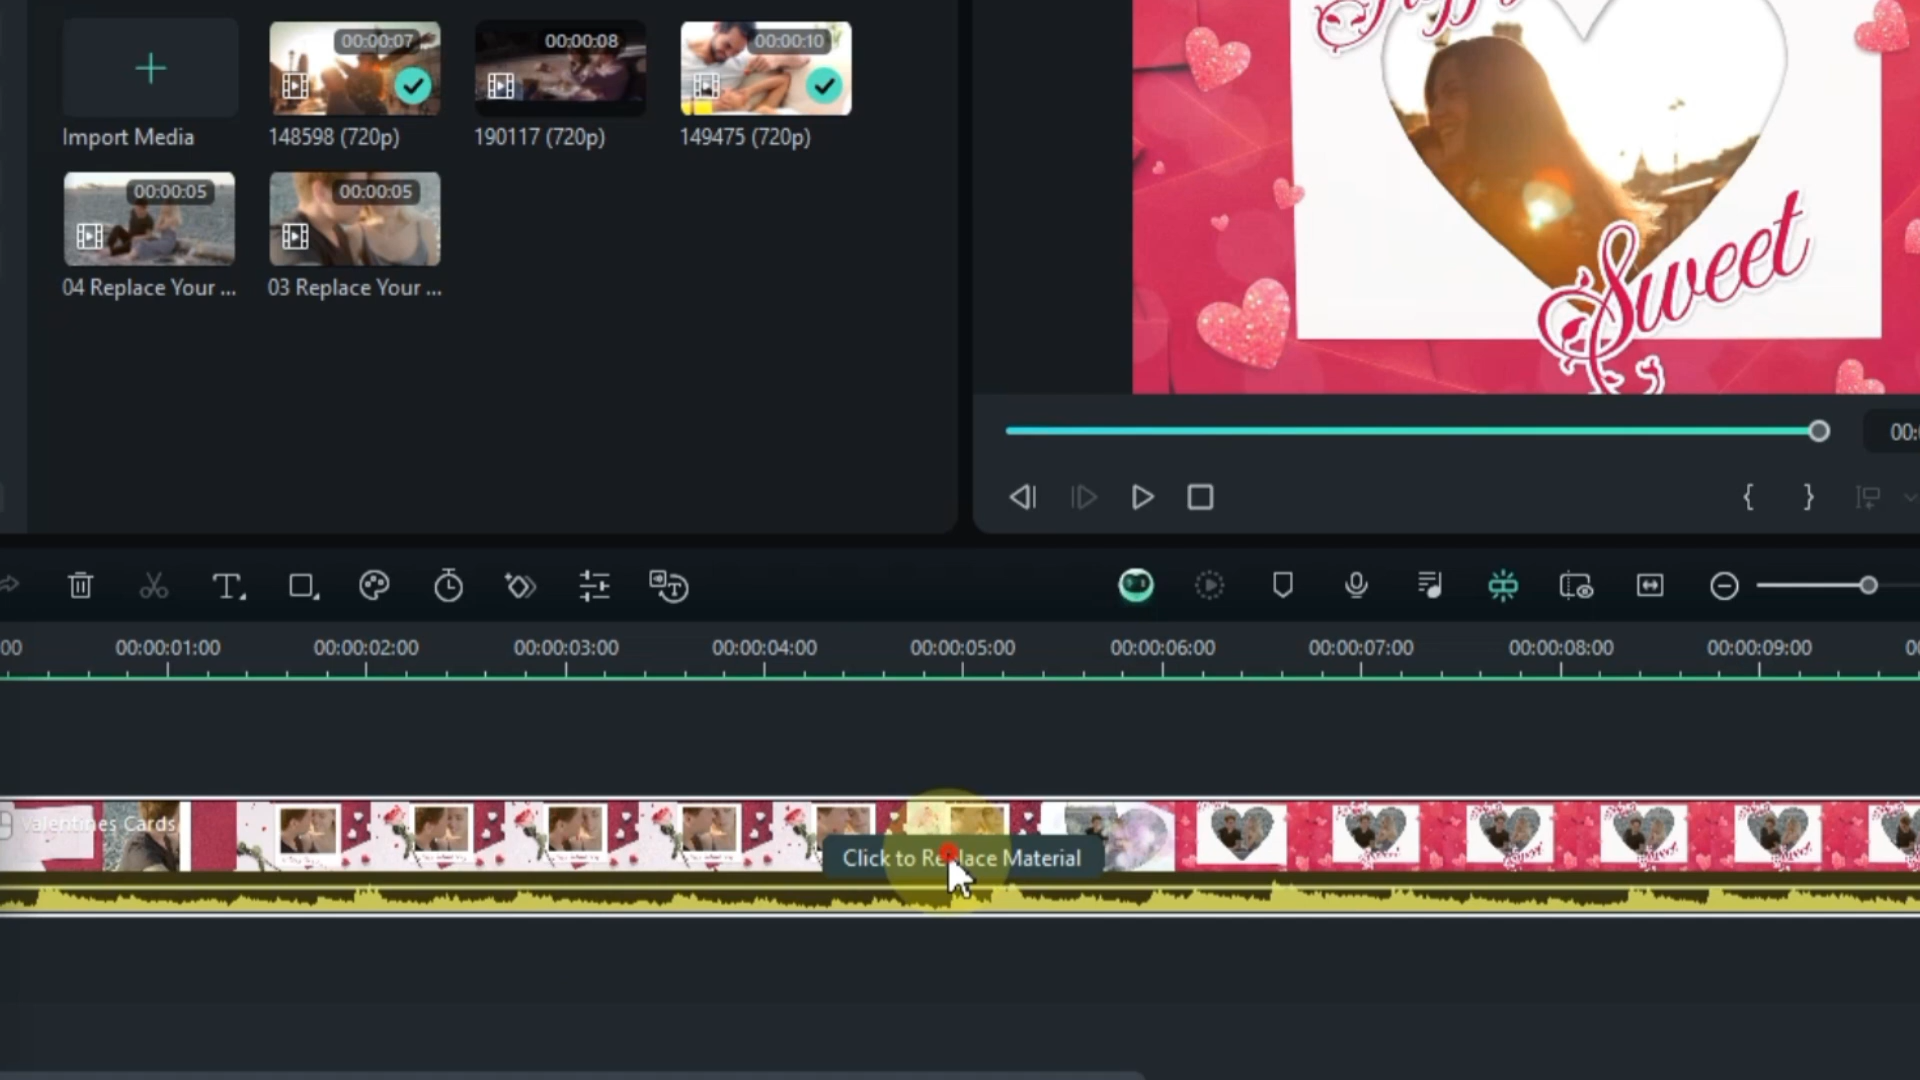 00:00:07
00:00:08
00:00:10
Import Media
148598 (720p)
190117 (720p)
149475 (720p)
00:00:05
00:00:05
04 Replace Your ...
03 Replace Your ...
Sweet
00:
00:00:01:00
00:00:02:00
00:00:03:00
00:00:04:00
00:00:05:00
00:00:06:00
00:00:07:00
00:00:08:00
00:00:09:00
Valentines Cards
Click to Replace Material